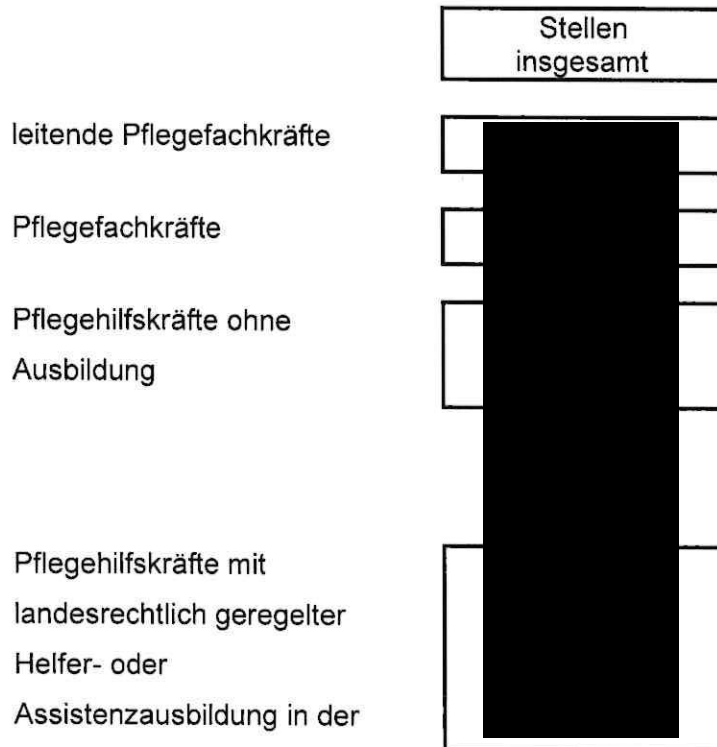 Stellen
insgesamt
leitende Pflegefachkräfte
Pflegefachkräfte
Pflegehilfskräfte ohne
Ausbildung
Pflegehilfskräfte mit
landesrechtlich geregelter
Helfer- oder
Assistenzausbildung in der